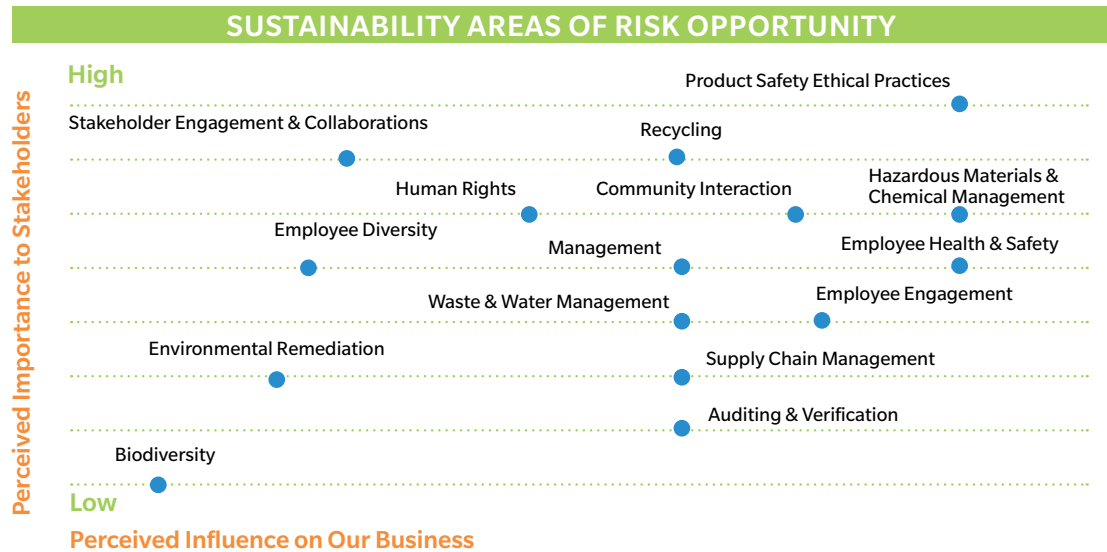 SUSTAINABILITY AREAS OF RISK OPPORTUNITY
High
Product Safety Ethical Practices
Stakeholder Engagement & Collaborations
Recycling
Hazardous Materials &
Chemical Management
Human Rights
Community Interaction
Employee Diversity
Management
Employee Health & Safety
Waste & Water Management
Employee Engagement
Environmental Remediation
Supply Chain Management
Auditing & Verification
Biodiversity
Low
Perceived Importance to Stakeholders
Perceived Influence on Our Business